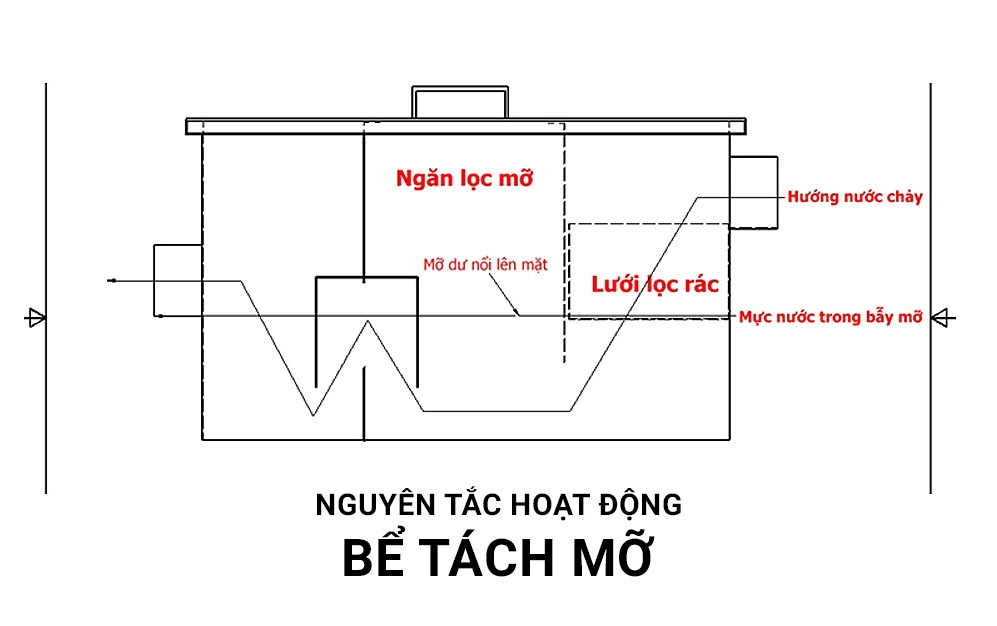 Ngăn lọc mỡ
Hướng nước chảy
Mỡ dư nổi lên mặt
Lưới lọc rác
Mực nước trong bẫy mỡ
NGUYÊN TẮC HOẠT ĐỘNG
BỂ TÁCH MỠ